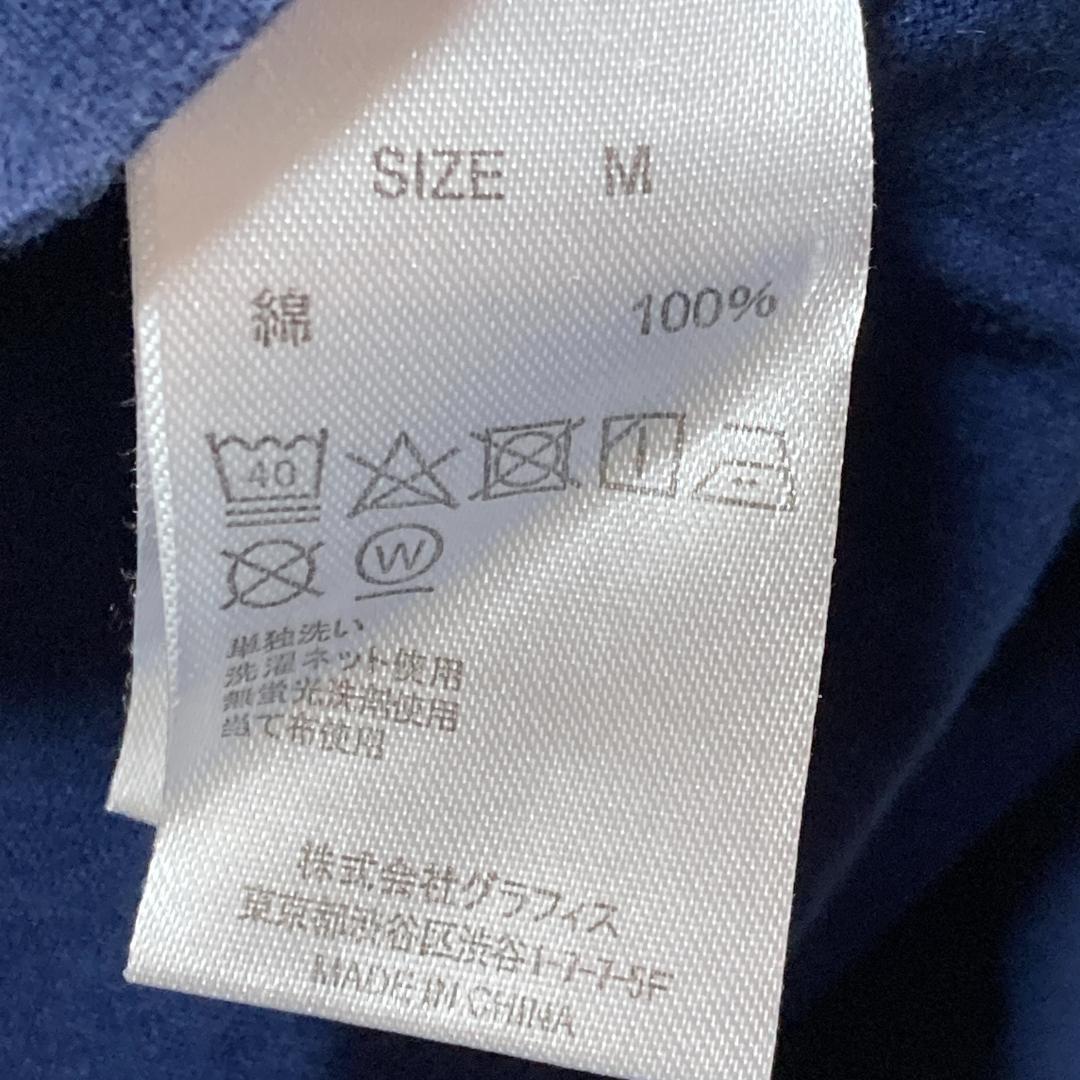 SIZE M
綿 100%
40
W
単独洗い
洗濯ネット使用
無蛍光洗剤使用
当て布使用
株式会社グラフィス
東京都渋谷区渋谷1-7-7-5F
MADE IN CHINA